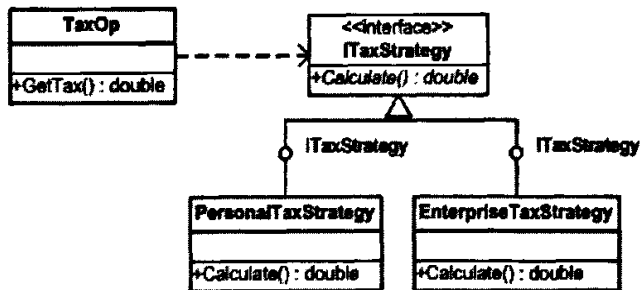 TaxOp
+GetTax() : double
<<interface>>
ITaxStrategy
+Calculate() : double
ITaxStrategy
ITaxStrategy
PersonalTaxStrategy
+Calculate() : double
EnterpriseTaxStrategy
+Calculate() : double